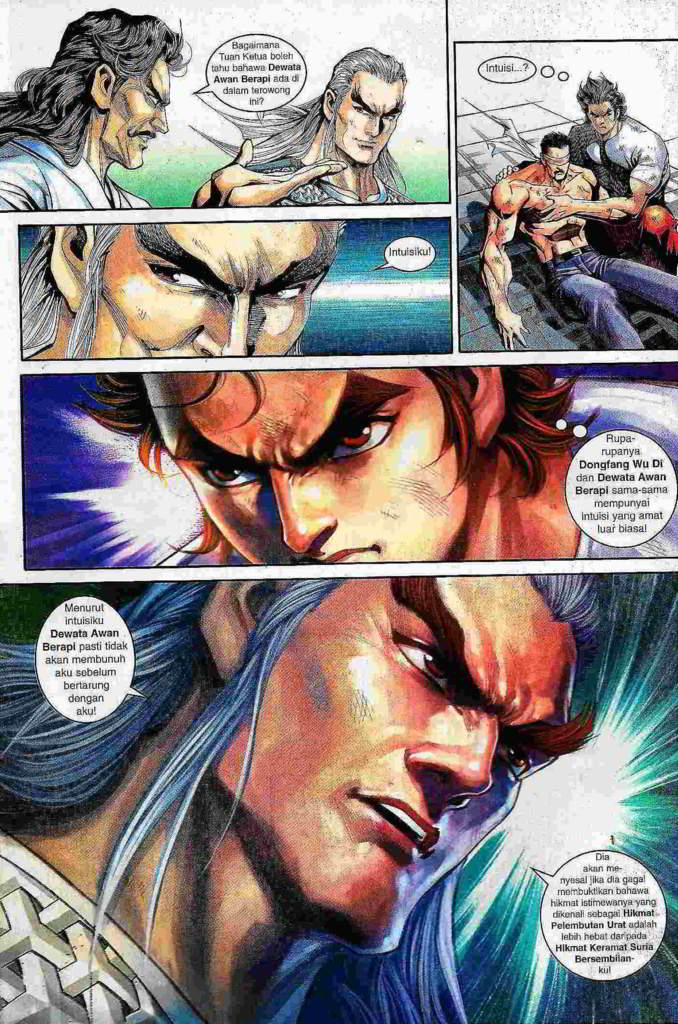 Bagaimana
Tuan Ketua boleh
tahu bahawa Dewata
Awan Berapi ada di
dalam terowong
ini?
Intuisi...?
Intuisiku!
Rupa-
rupanya
Dongfang Wu Di
dan Dewata Awan
Berapi sama-sama
mempunyai
intuisi yang amat
luar biasa!
Menurut
intuisiku
Dewata Awan
Berapi pasti tidak
akan membunuh
aku sebelum
bertarung
dengan
aku!
Dia
akan me-
nyesal jika dia gagal
membuktikan bahawa
hikmat istimewanya yang
dikenali sebagai Hikmat
Pelembutan Urat adalah
lebih hebat daripada
Hikmat Keramat Suria
Bersembilan-
ku!